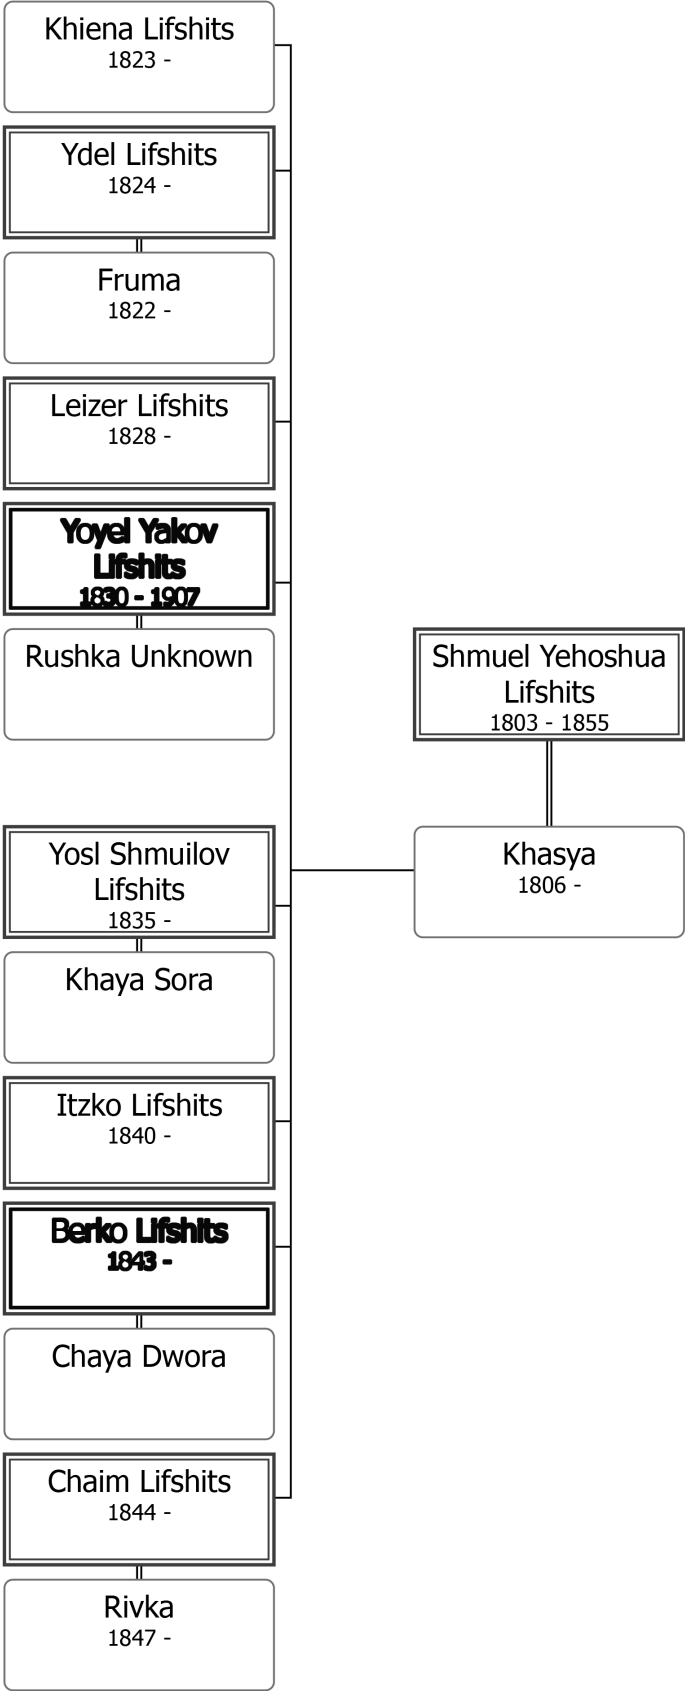 Khiena Lifshits
1823 -
Ydel Lifshits
1824 -
Fruma
1822 -
Leizer Lifshits
1828 -
Yoyel Yakov
Lifshits
1830 - 1907
Rushka Unknown
Shmuel Yehoshua
Lifshits
1803 - 1855
Yosl Shmuilov
Lifshits
1835 -
Khasya
1806 -
Khaya Sora
Itzko Lifshits
1840 -
Berko Lifshits
1843 -
Chaya Dwora
Chaim Lifshits
1844 -
Rivka
1847 -